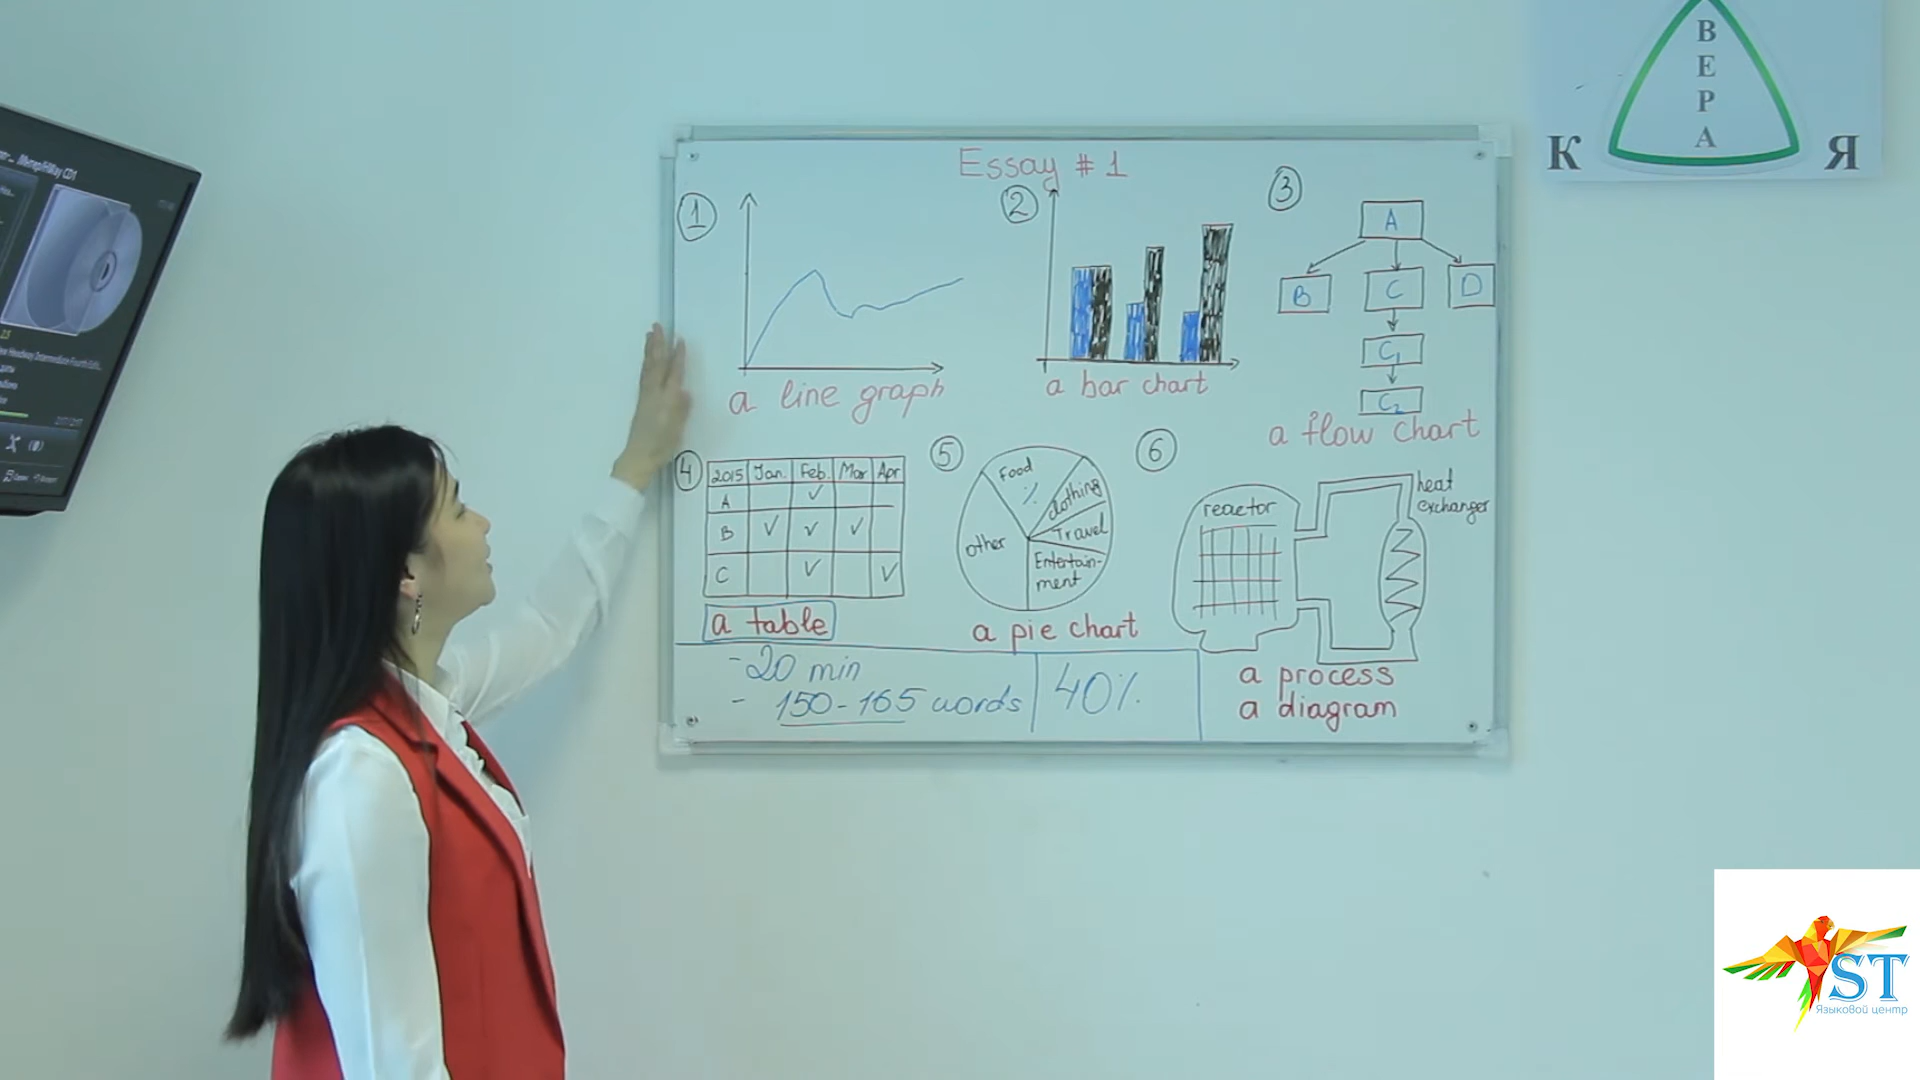 Essay # 1
1
a line graph
2
a bar chart
3
A
B
C
D
C1
C2
a flow chart
4
2015 Jan. Feb. Mar Apr
A
B
C
a table
5
Food
%
clothing
Travel
Entertain-
ment
other
a pie chart
6
reactor
heat
exchanger
a process
a diagram
- 20 min
- 150-165 words
40%
В
Е
Р
А
К
Я
CD1
ST
Языковой центр